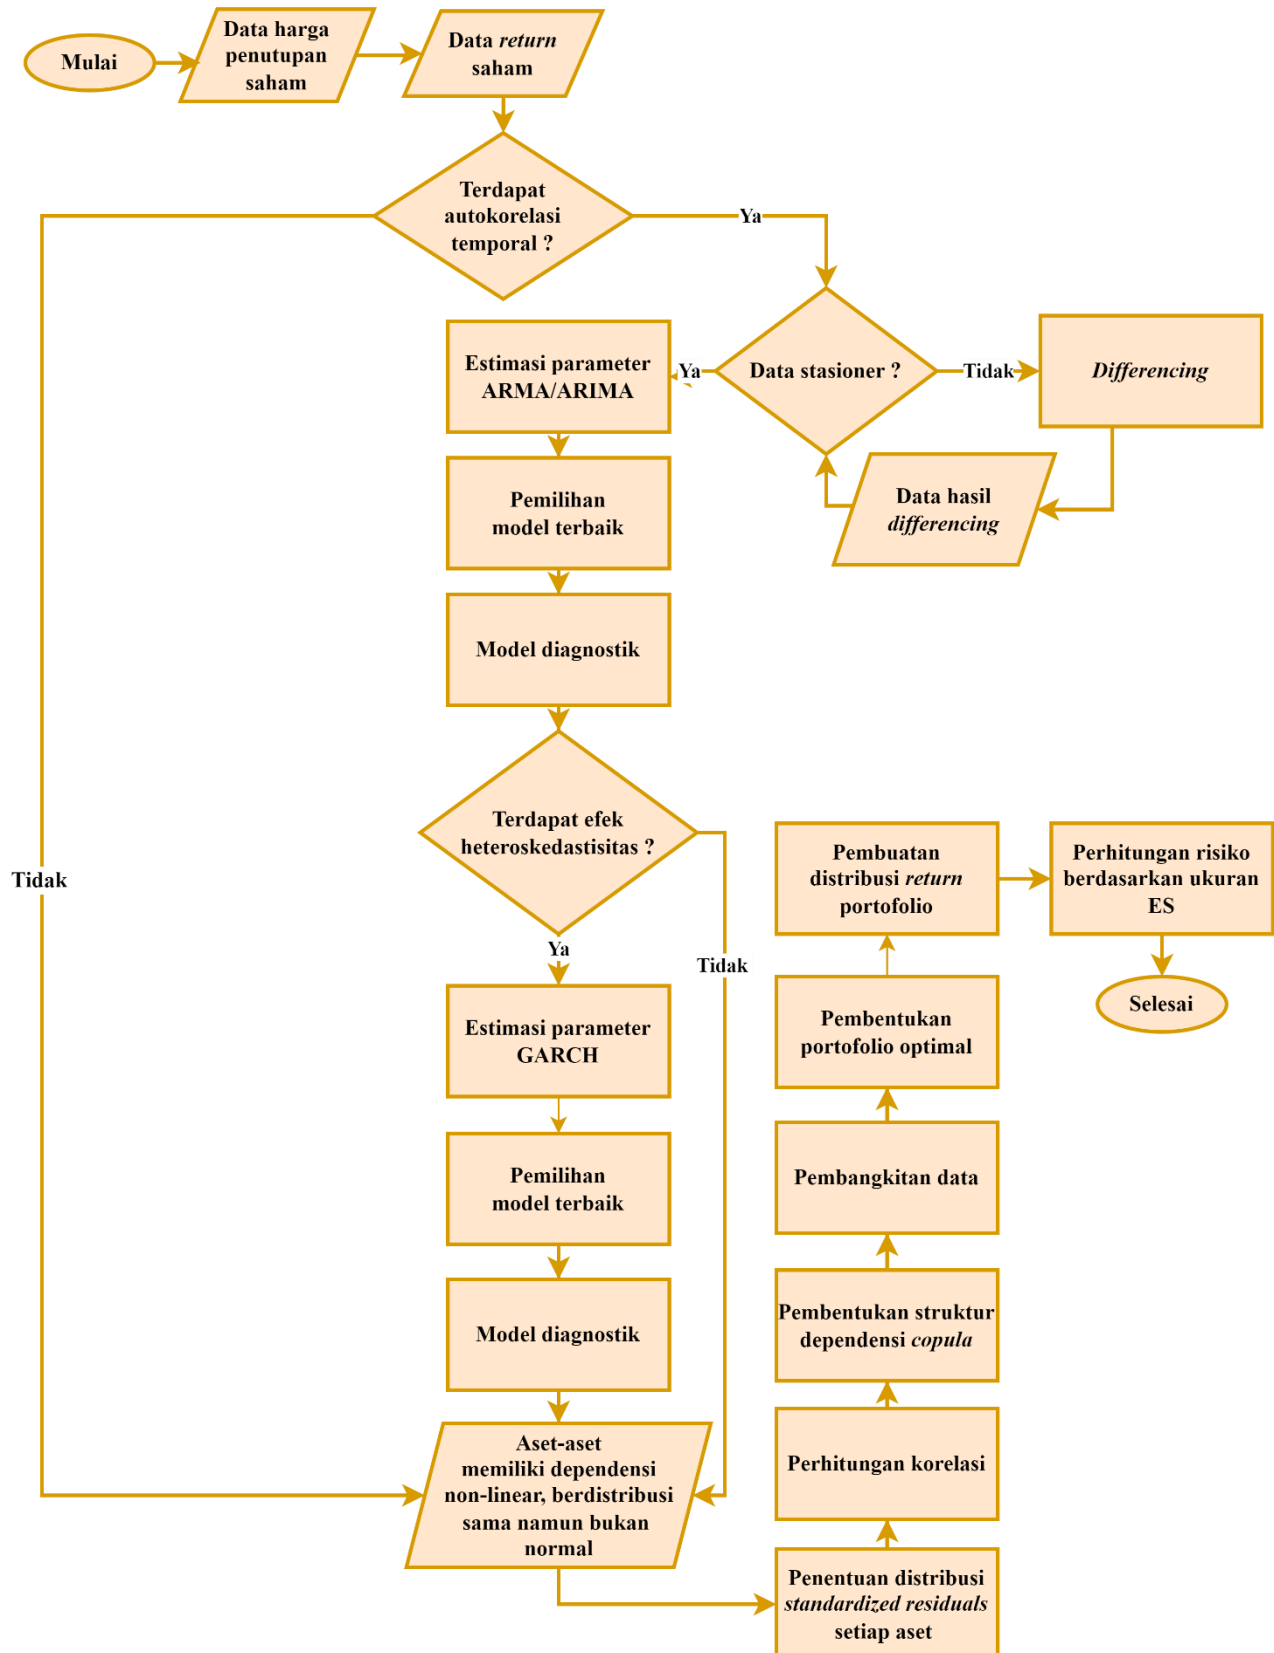 Mulai
Data harga
penutupan
saham
Data return
saham
Terdapat
autokorelasi
temporal ?
Ya
Tidak
Data stasioner ?
Tidak
Differencing
Data hasil
differencing
Ya
Estimasi parameter
ARMA/ARIMA
Pemilihan
model terbaik
Model diagnostik
Terdapat efek
heteroskedastisitas ?
Ya
Tidak
Estimasi parameter
GARCH
Pemilihan
model terbaik
Model diagnostik
Aset-aset
memiliki dependensi
non-linear, berdistribusi
sama namun bukan
normal
Penentuan distribusi
standardized residuals
setiap aset
Perhitungan korelasi
Pembentukan struktur
dependensi copula
Pembangkitan data
Pembentukan
portofolio optimal
Pembuatan
distribusi return
portofolio
Perhitungan risiko
berdasarkan ukuran
ES
Selesai